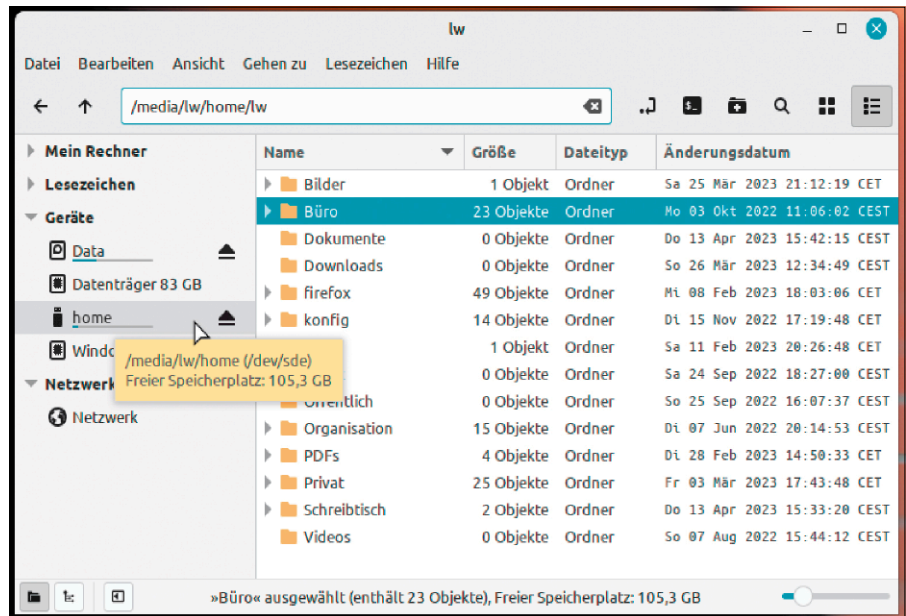 lw
Datei Bearbeiten Ansicht Gehen zu Lesezeichen Hilfe
/media/lw/home/lw
Mein Rechner
Lesezeichen
Geräte
Data
Datenträger 83 GB
home
Netzwerk
/media/lw/home (/dev/sde)
Freier Speicherplatz: 105,3 GB
Name Größe Dateityp Änderungsdatum
Bilder 1 Objekt Ordner Sa 25 Mär 2023 21:12:19 CET
Büro 23 Objekte Ordner Mo 03 Okt 2022 11:06:02 CEST
Dokumente 0 Objekte Ordner Do 13 Apr 2023 15:42:15 CEST
Downloads 0 Objekte Ordner So 26 Mär 2023 12:34:49 CEST
firefox 49 Objekte Ordner Mi 08 Feb 2023 18:03:06 CET
konfig 14 Objekte Ordner Di 15 Nov 2022 17:19:48 CET
1 Objekt Ordner Sa 11 Feb 2023 20:26:48 CET
0 Objekte Ordner Sa 24 Sep 2022 18:27:00 CEST
Öffentlich 0 Objekte Ordner So 25 Sep 2022 16:07:37 CEST
Organisation 15 Objekte Ordner Di 07 Jun 2022 20:14:53 CEST
PDFs 4 Objekte Ordner Di 28 Feb 2023 14:50:33 CET
Privat 25 Objekte Ordner Fr 03 Mär 2023 17:43:48 CET
Schreibtisch 2 Objekte Ordner Do 13 Apr 2023 15:33:20 CEST
Videos 0 Objekte Ordner So 07 Aug 2022 15:44:12 CEST
»Büro« ausgewählt (enthält 23 Objekte), Freier Speicherplatz: 105,3 GB